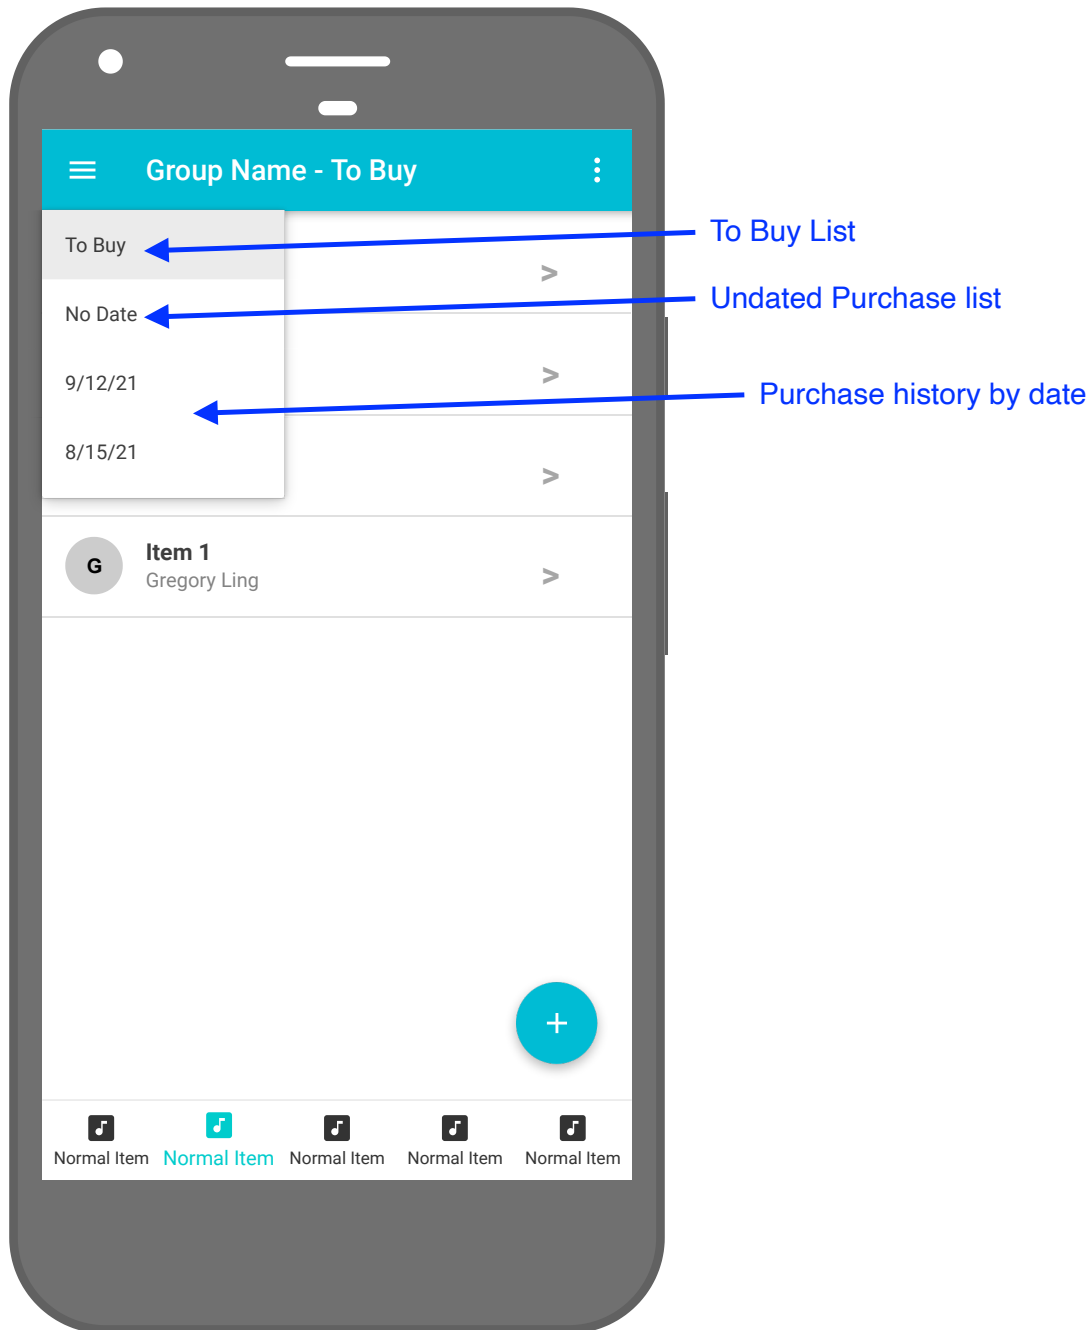 Group Name - To Buy
To Buy
No Date
9/12/21
8/15/21
To Buy List
Undated Purchase list
Purchase history by date
>
>
>
G
Item 1
Gregory Ling
>
+
Normal Item
Normal Item
Normal Item
Normal Item
Normal Item